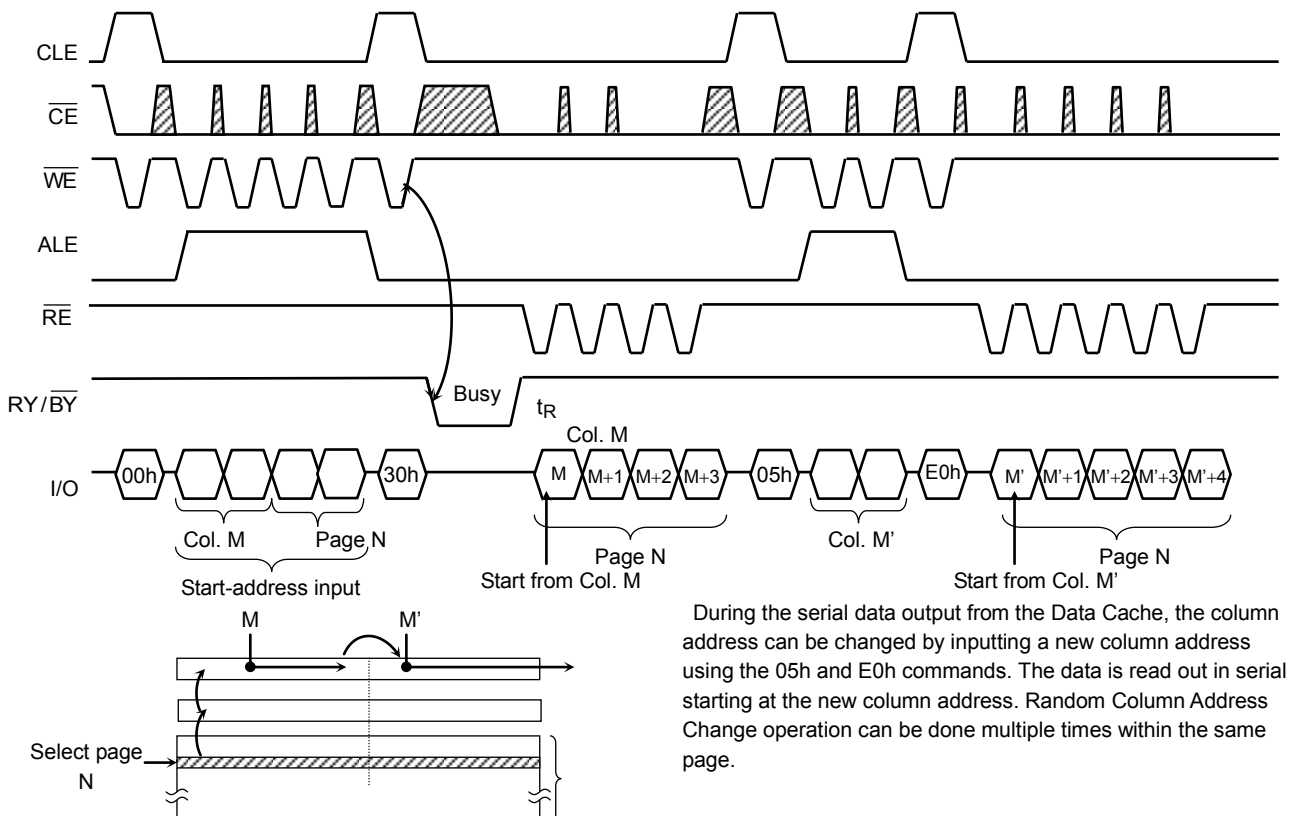 CLE
CE
WE
ALE
RE
RY/BY
Busy
tR
Col. M
I/O
00h
30h
M
M+1
M+2
M+3
05h
E0h
M'
M'+1
M'+2
M'+3
M'+4
Col. M
Page N
Page N
Col. M'
Page N
Start-address input
Start from Col. M
Start from Col. M'
M
M'
Select page
N
During the serial data output from the Data Cache, the column
address can be changed by inputting a new column address
using the 05h and E0h commands. The data is read out in serial
starting at the new column address. Random Column Address
Change operation can be done multiple times within the same
page.